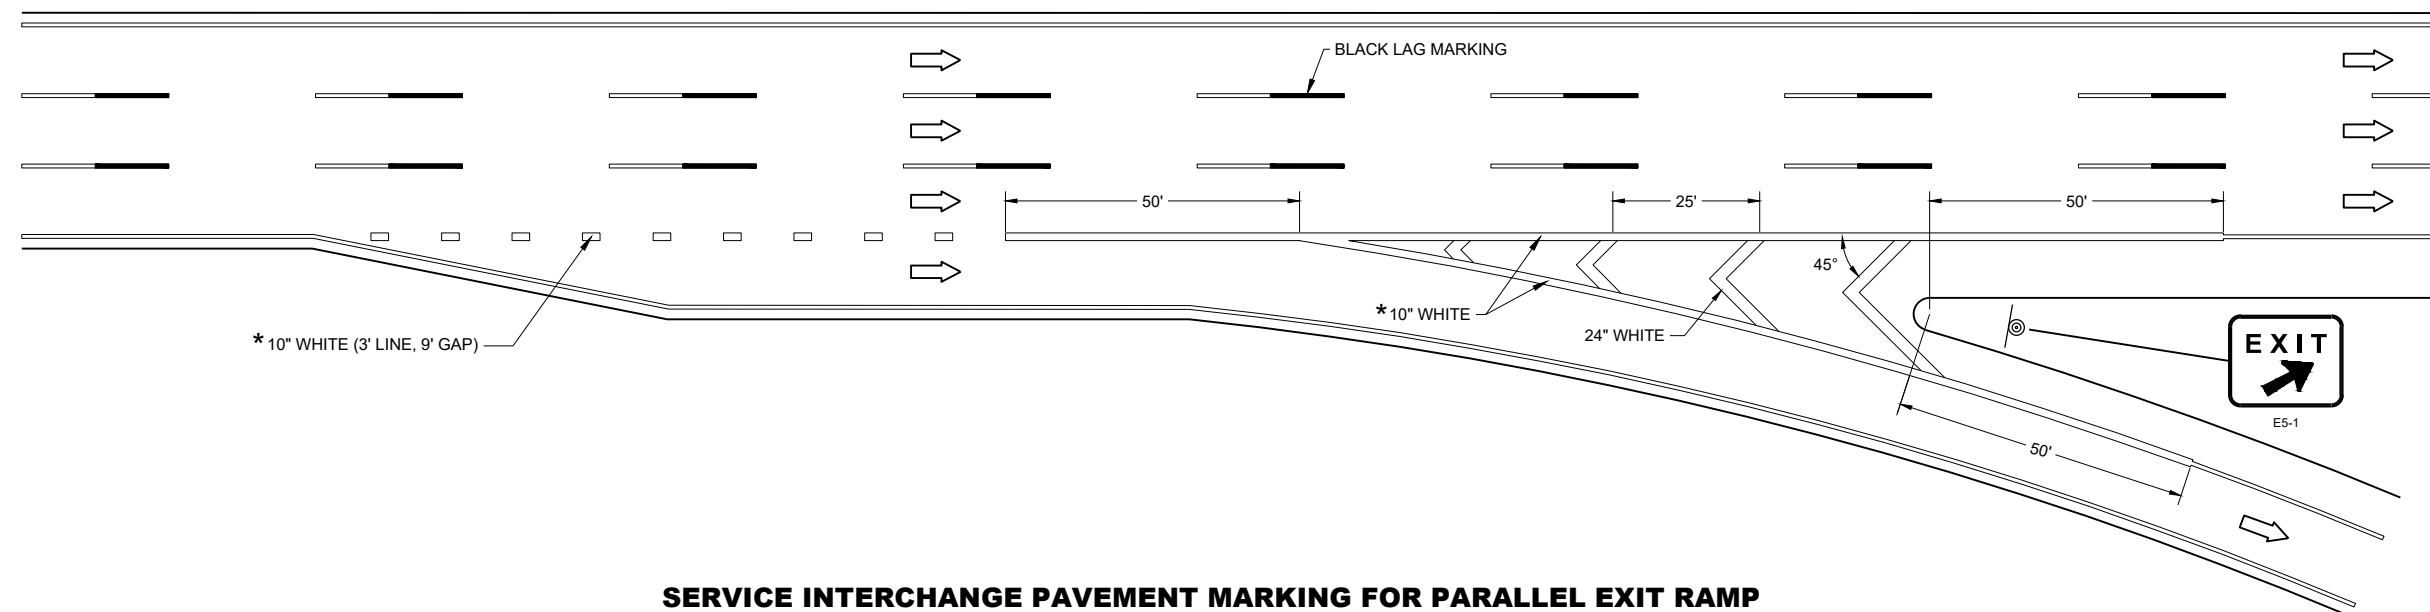 BLACK LAG MARKING
50'
25'
50'
45°
*10" WHITE
24" WHITE
*10" WHITE (3' LINE, 9' GAP)
EXIT
E5-1
50'
SERVICE INTERCHANGE PAVEMENT MARKING FOR PARALLEL EXIT RAMP